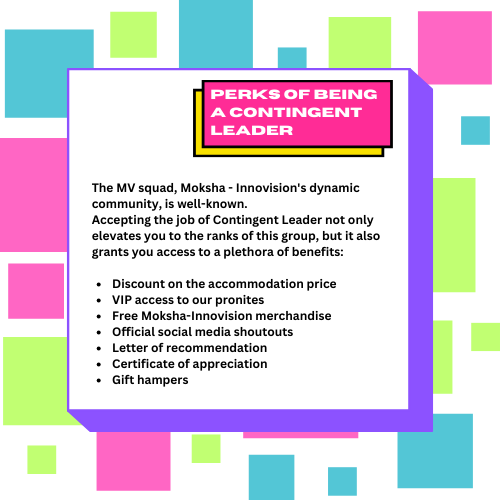 PERKS OF BEING
A CONTINGENT
LEADER
The MV squad, Moksha - Innovision's dynamic
community, is well-known.
Accepting the job of Contingent Leader not only
elevates you to the ranks of this group, but it also
grants you access to a plethora of benefits:
• Discount on the accommodation price
• VIP access to our pronites
• Free Moksha-Innovision merchandise
• Official social media shoutouts
• Letter of recommendation
• Certificate of appreciation
• Gift hampers